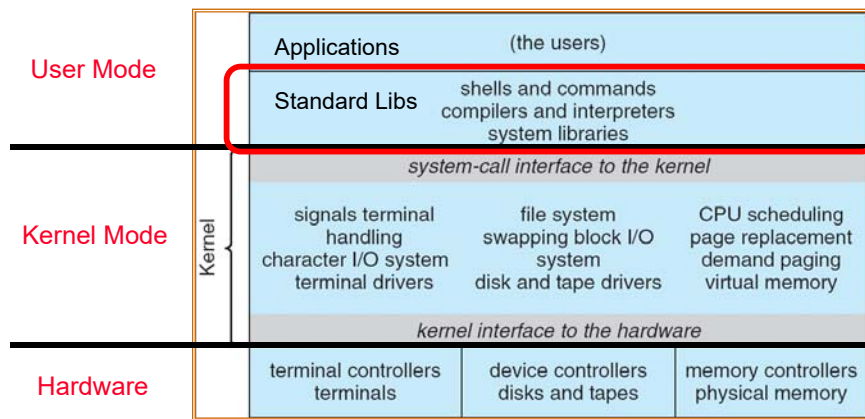 User Mode
Applications
(the users)
Standard Libs
shells and commands
compilers and interpreters
system libraries
Kernel Mode
Kernel
system-call interface to the kernel
signals terminal
handling
character I/O system
terminal drivers
file system
swapping block I/O
system
disk and tape drivers
CPU scheduling
page replacement
demand paging
virtual memory
kernel interface to the hardware
Hardware
terminal controllers
terminals
device controllers
disks and tapes
memory controllers
physical memory